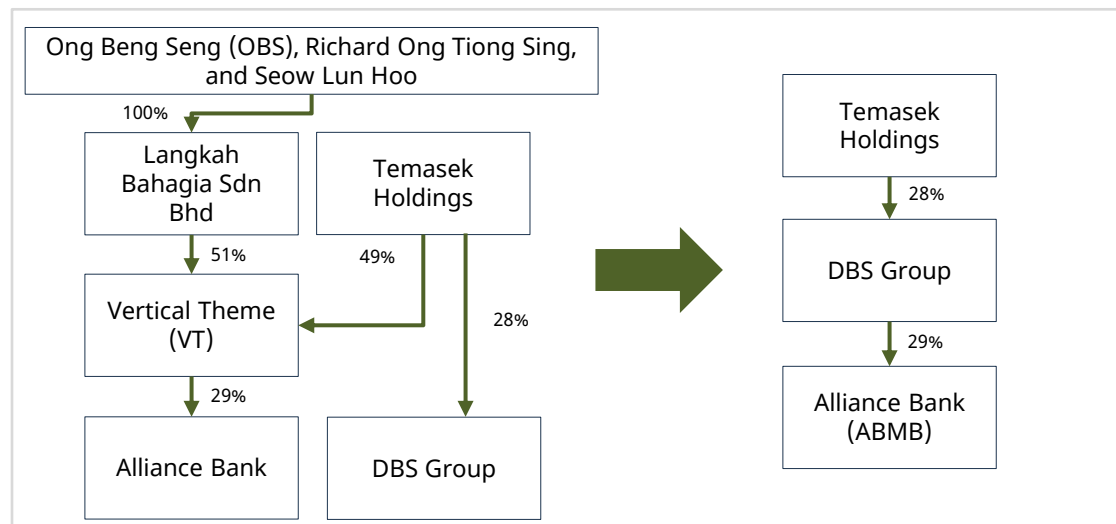 Ong Beng Seng (OBS), Richard Ong Tiong Sing,
and Seow Lun Hoo
100%
Langkah
Bahagia Sdn
Bhd
Temasek
Holdings
51%
49%
Vertical Theme
(VT)
28%
29%
Alliance Bank
DBS Group
Temasek
Holdings
28%
DBS Group
29%
Alliance Bank
(ABMB)